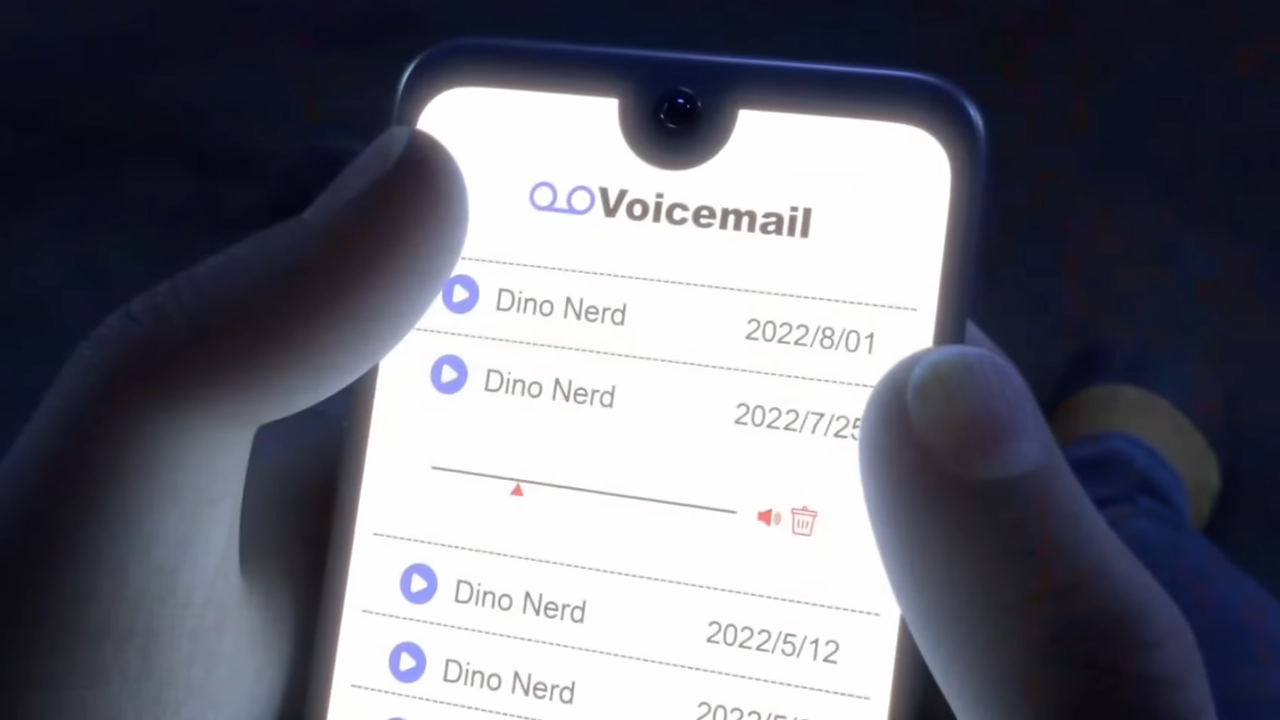 Voicemail
Dino Nerd 2022/8/01
Dino Nerd 2022/7/25
Dino Nerd 2022/5/12
Dino Nerd